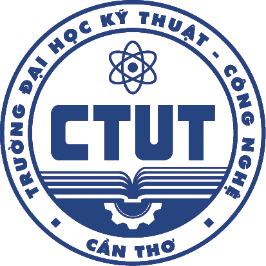 TRƯỜNG ĐẠI HỌC KỸ THUẬT - CÔNG NGHỆ
CTUT
CẦN THƠ